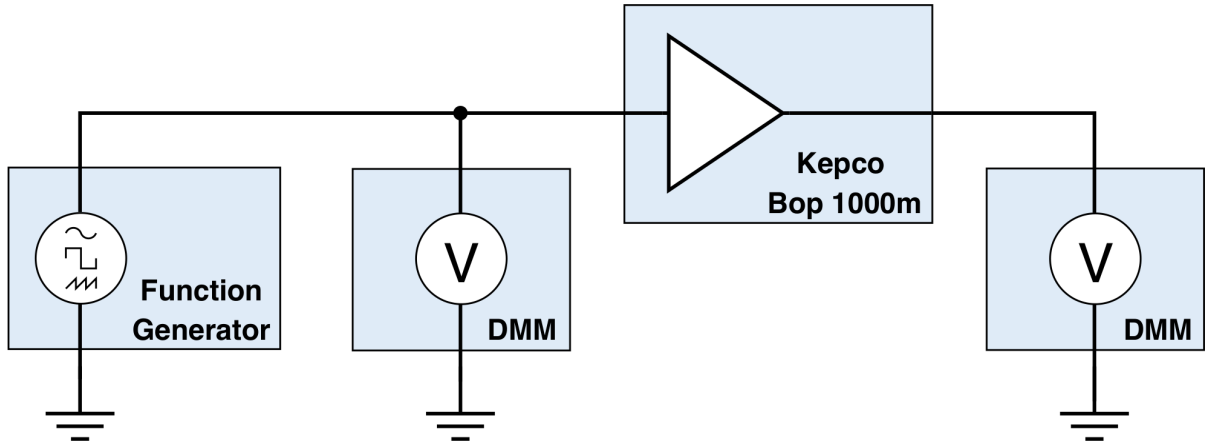 Kepco
Bop 1000m
V
V
Function
Generator
DMM
DMM